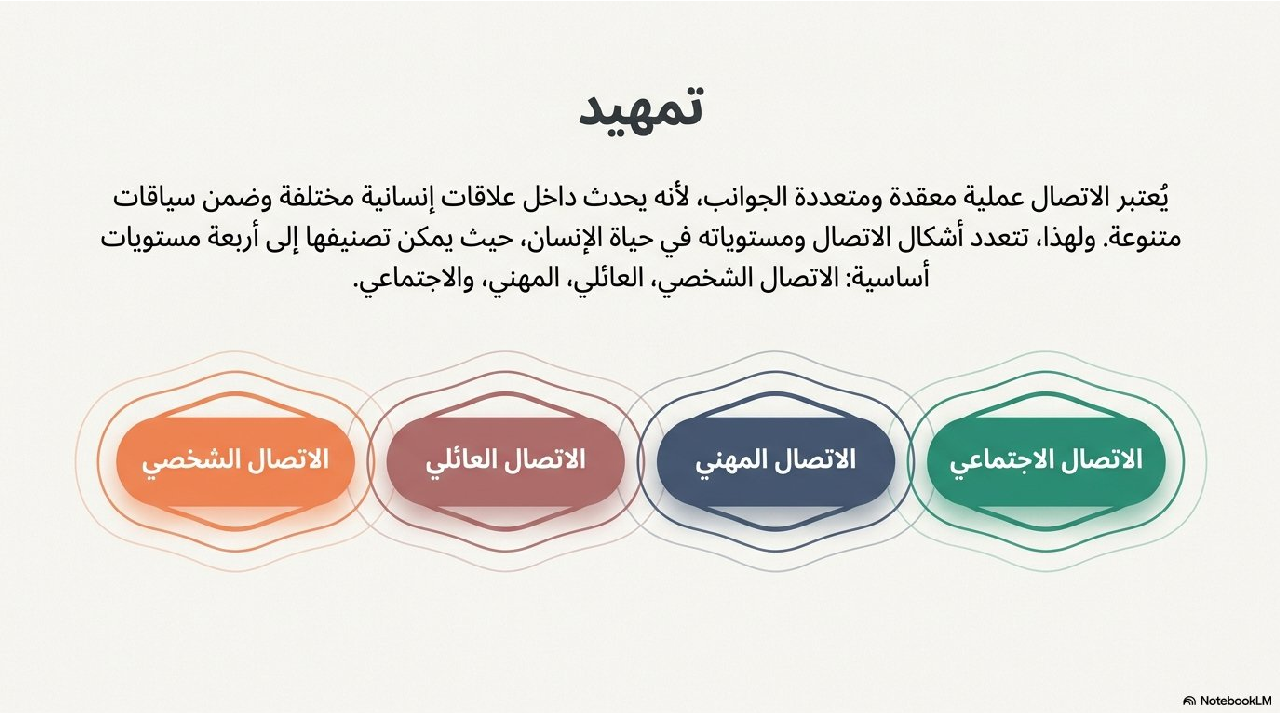 تمهيد
يُعتبر الاتصال عملية معقدة ومتعددة الجوانب، لأنه يحدث داخل علاقات إنسانية مختلفة وضمن سياقات
متنوعة. ولهذا، تتعدد أشكال الاتصال ومستوياته في حياة الإنسان، حيث يمكن تصنيفها إلى أربعة مستويات
أساسية: الاتصال الشخصي، العائلي، المهني، والاجتماعي.
الاتصال الاجتماعي
الاتصال المهني
الاتصال العائلي
الاتصال الشخصي
NotebookLM